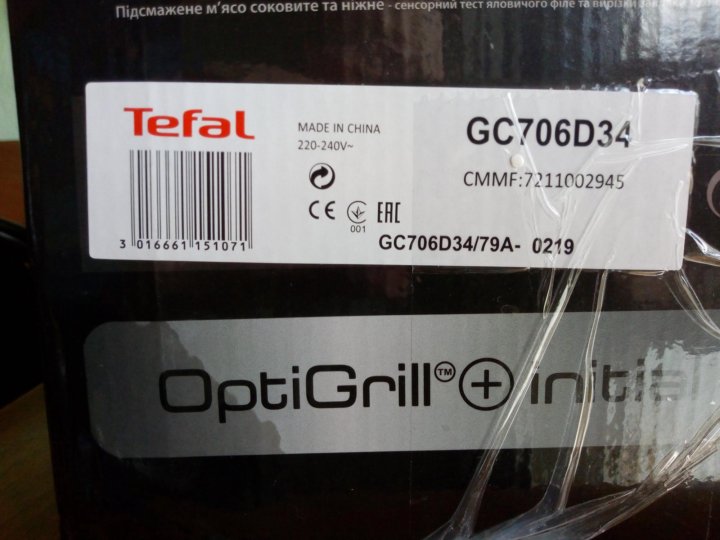 Підсмажене м'ясо соковите та ніжне - сенсорний тест яловичого філе та вирізки
Tefal
MADE IN CHINA
220-240V~
GC706D34
CMMF:7211002945
CE
001
EAC
3 016661 151071
GC706D34/79A- 0219
OptiGrill™ + initial